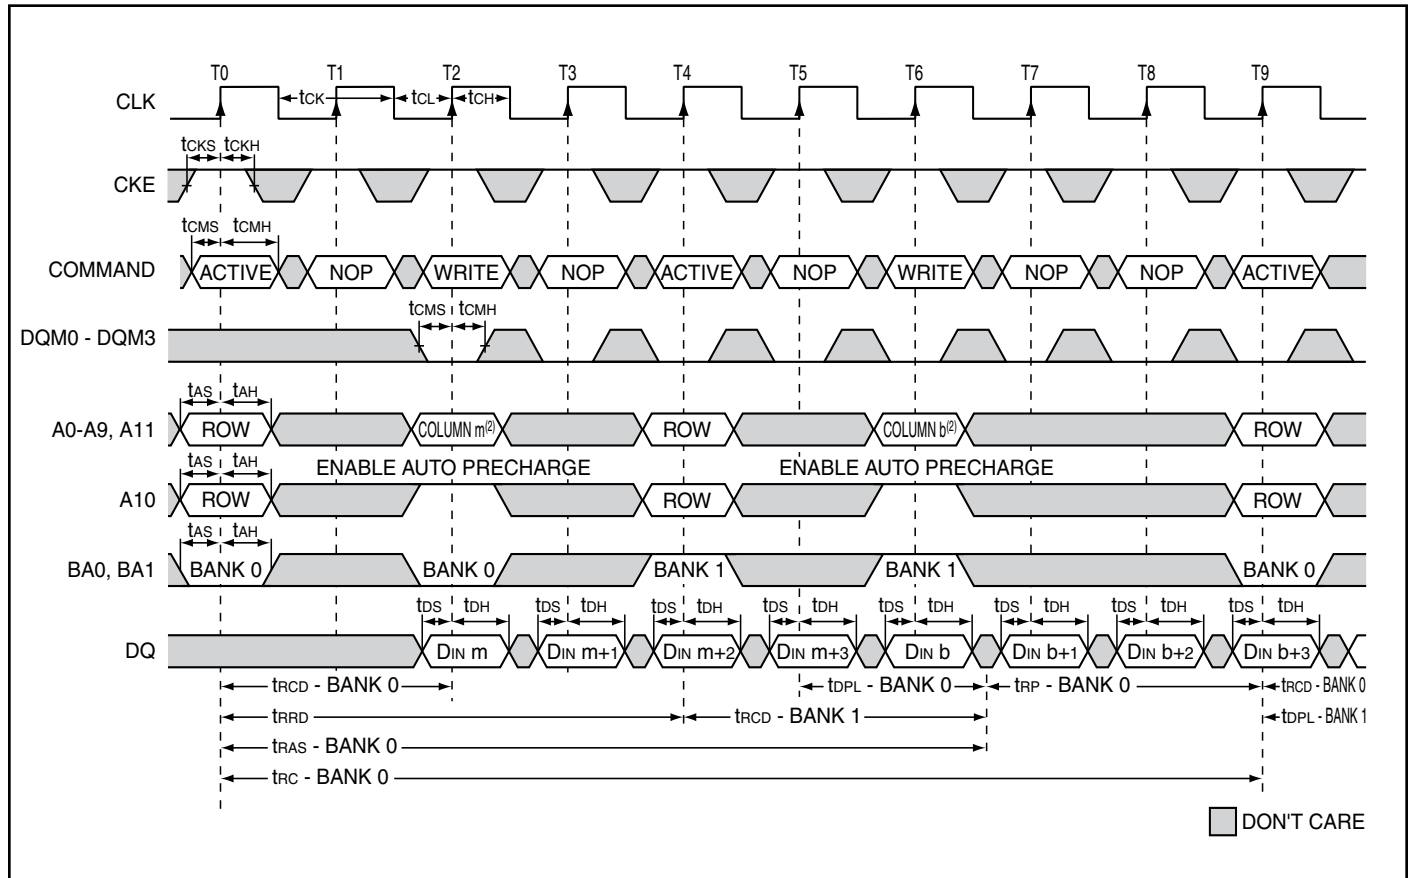 T0 T1 T2 T3 T4 T5 T6 T7 T8 T9
CLK tCK tCL tCH
tCKS tCKH
CKE
tCMS tCMH
COMMAND ACTIVE NOP WRITE NOP ACTIVE NOP WRITE NOP NOP ACTIVE
tCMS tCMH
DQM0 - DQM3
tAS tAH
A0-A9, A11 ROW COLUMN m(2) ROW COLUMN b(2) ROW
tAS tAH ENABLE AUTO PRECHARGE ENABLE AUTO PRECHARGE
A10 ROW ROW ROW
tAS tAH
BA0, BA1 BANK 0 BANK 0 BANK 1 BANK 1 BANK 0
tDS tDH tDS tDH tDS tDH tDS tDH tDS tDH tDS tDH tDS tDH tDS tDH
DQ DIN m DIN m+1 DIN m+2 DIN m+3 DIN b DIN b+1 DIN b+2 DIN b+3
tRCD - BANK 0 tDPL - BANK 0 tRP - BANK 0 tRCD - BANK 0
tRRD tRCD - BANK 1 tDPL - BANK 1
tRAS - BANK 0
tRC - BANK 0
DON'T CARE